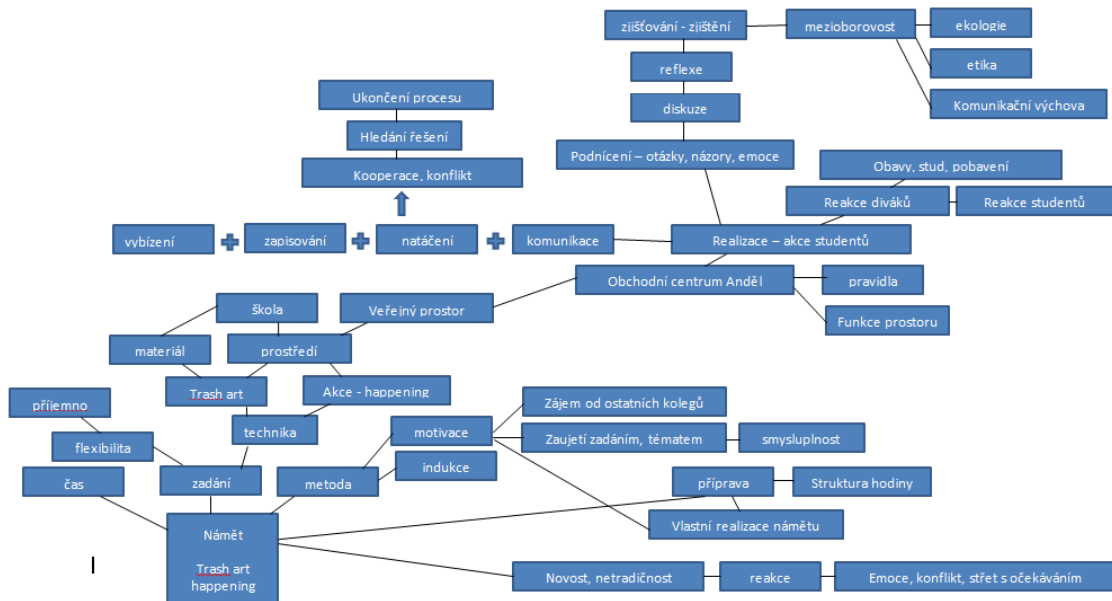 zjišťování - zjištění
mezioborovost
ekologie
etika
Komunikační výchova
reflexe
diskuze
Podnícení – otázky, názory, emoce
Ukončení procesu
Hledání řešení
Kooperace, konflikt
Obavy, stud, pobavení
Reakce diváků
Reakce studentů
vybízení
zapisování
natáčení
komunikace
Realizace – akce studentů
Obchodní centrum Anděl
pravidla
Funkce prostoru
škola
Veřejný prostor
materiál
prostředí
Trash art
Akce - happening
příjemno
flexibilita
technika
motivace
Zájem od ostatních kolegů
Zaujetí zadáním, tématem
smysluplnost
indukce
čas
zadání
metoda
příprava
Struktura hodiny
Vlastní realizace námětu
Námět
Trash art
happening
I
Novost, netradičnost
reakce
Emoce, konflikt, střet s očekáváním